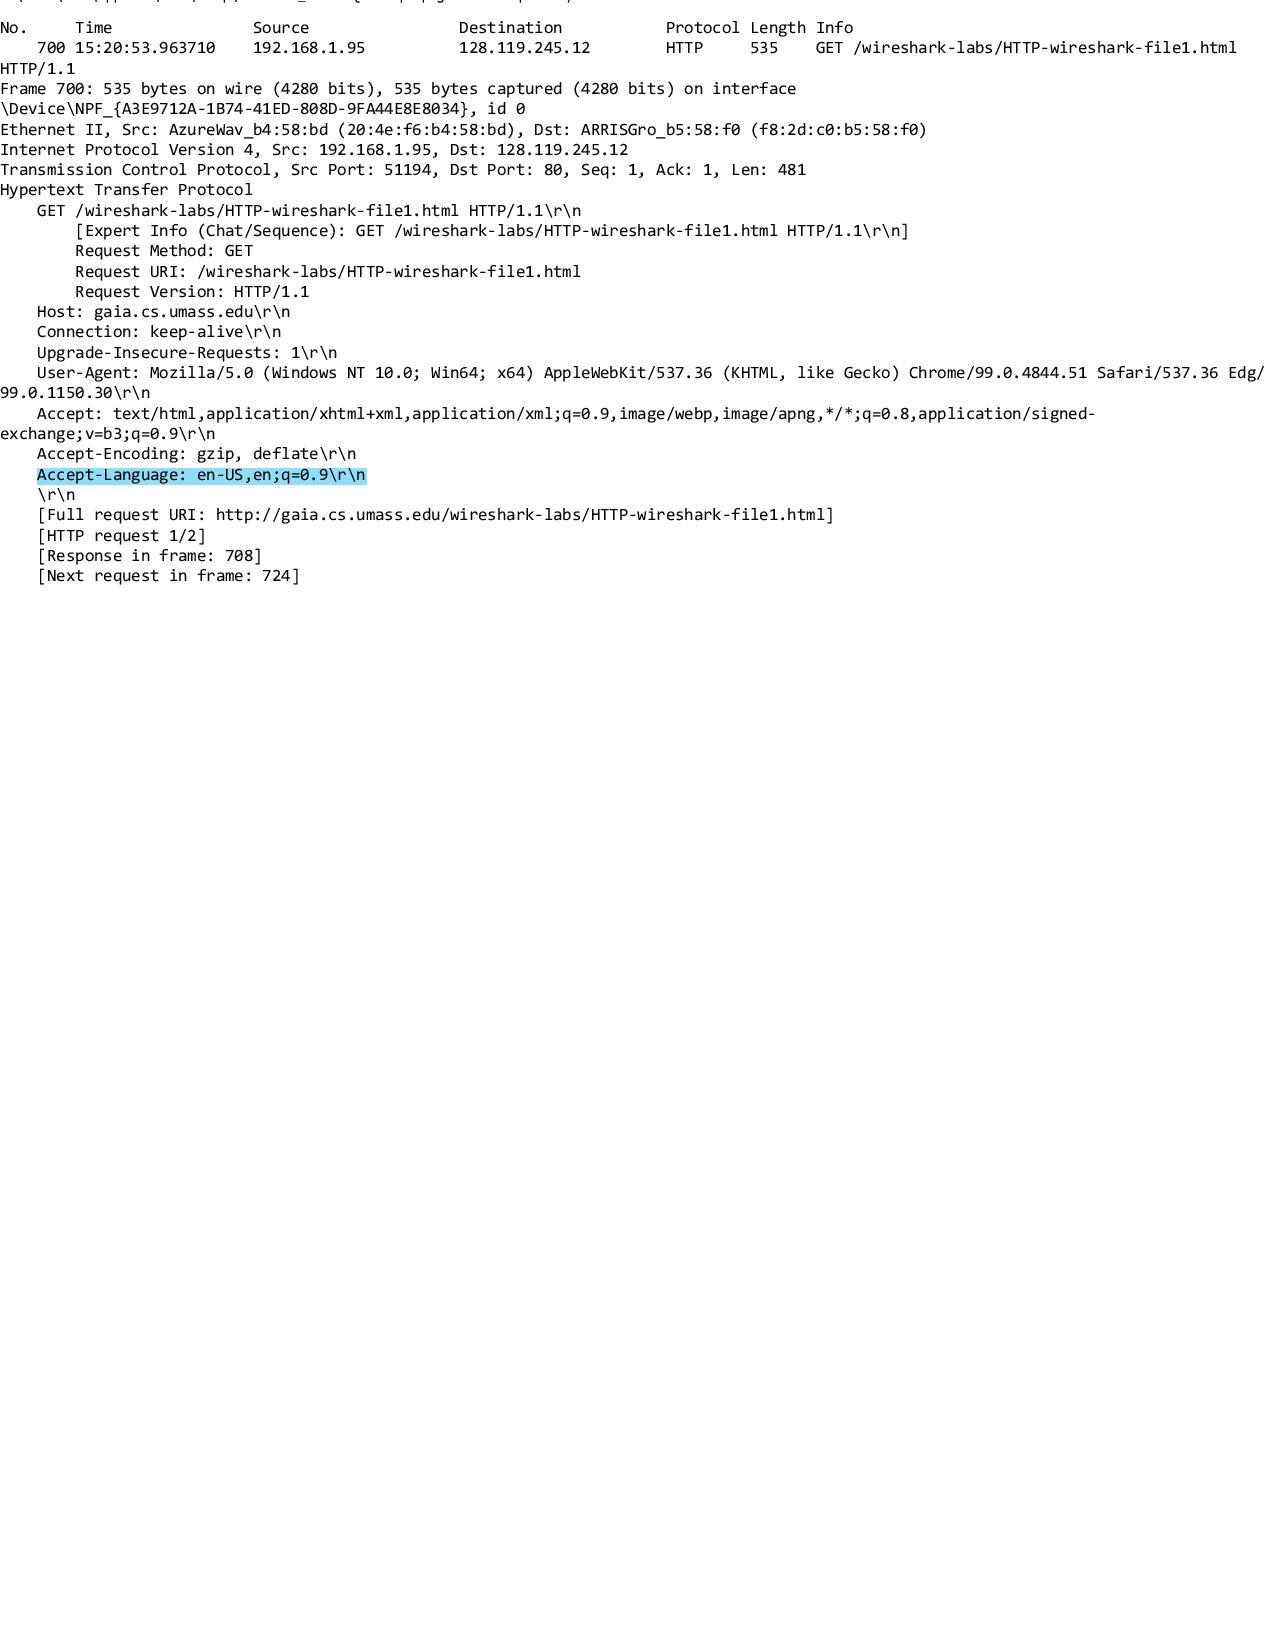 No.     Time            Source                Destination           Protocol Length Info
    700 15:20:53.963710    192.168.1.95          128.119.245.12        HTTP     535    GET /wireshark-labs/HTTP-wireshark-file1.html
HTTP/1.1
Frame 700: 535 bytes on wire (4280 bits), 535 bytes captured (4280 bits) on interface
\Device\NPF_{A3E9712A-1B74-41ED-808D-9FA44E8E8034}, id 0
Ethernet II, Src: AzureWav_b4:58:bd (20:4e:f6:b4:58:bd), Dst: ARRISGro_b5:58:f0 (f8:2d:c0:b5:58:f0)
Internet Protocol Version 4, Src: 192.168.1.95, Dst: 128.119.245.12
Transmission Control Protocol, Src Port: 51194, Dst Port: 80, Seq: 1, Ack: 1, Len: 481
Hypertext Transfer Protocol
    GET /wireshark-labs/HTTP-wireshark-file1.html HTTP/1.1\r\n
        [Expert Info (Chat/Sequence): GET /wireshark-labs/HTTP-wireshark-file1.html HTTP/1.1\r\n]
        Request Method: GET
        Request URI: /wireshark-labs/HTTP-wireshark-file1.html
        Request Version: HTTP/1.1
    Host: gaia.cs.umass.edu\r\n
    Connection: keep-alive\r\n
    Upgrade-Insecure-Requests: 1\r\n
    User-Agent: Mozilla/5.0 (Windows NT 10.0; Win64; x64) AppleWebKit/537.36 (KHTML, like Gecko) Chrome/99.0.4844.51 Safari/537.36 Edg/
99.0.1150.30\r\n
    Accept: text/html,application/xhtml+xml,application/xml;q=0.9,image/webp,image/apng,*/*;q=0.8,application/signed-
exchange;v=b3;q=0.9\r\n
    Accept-Encoding: gzip, deflate\r\n
    Accept-Language: en-US,en;q=0.9\r\n
    \r\n
    [Full request URI: http://gaia.cs.umass.edu/wireshark-labs/HTTP-wireshark-file1.html]
    [HTTP request 1/2]
    [Response in frame: 708]
    [Next request in frame: 724]